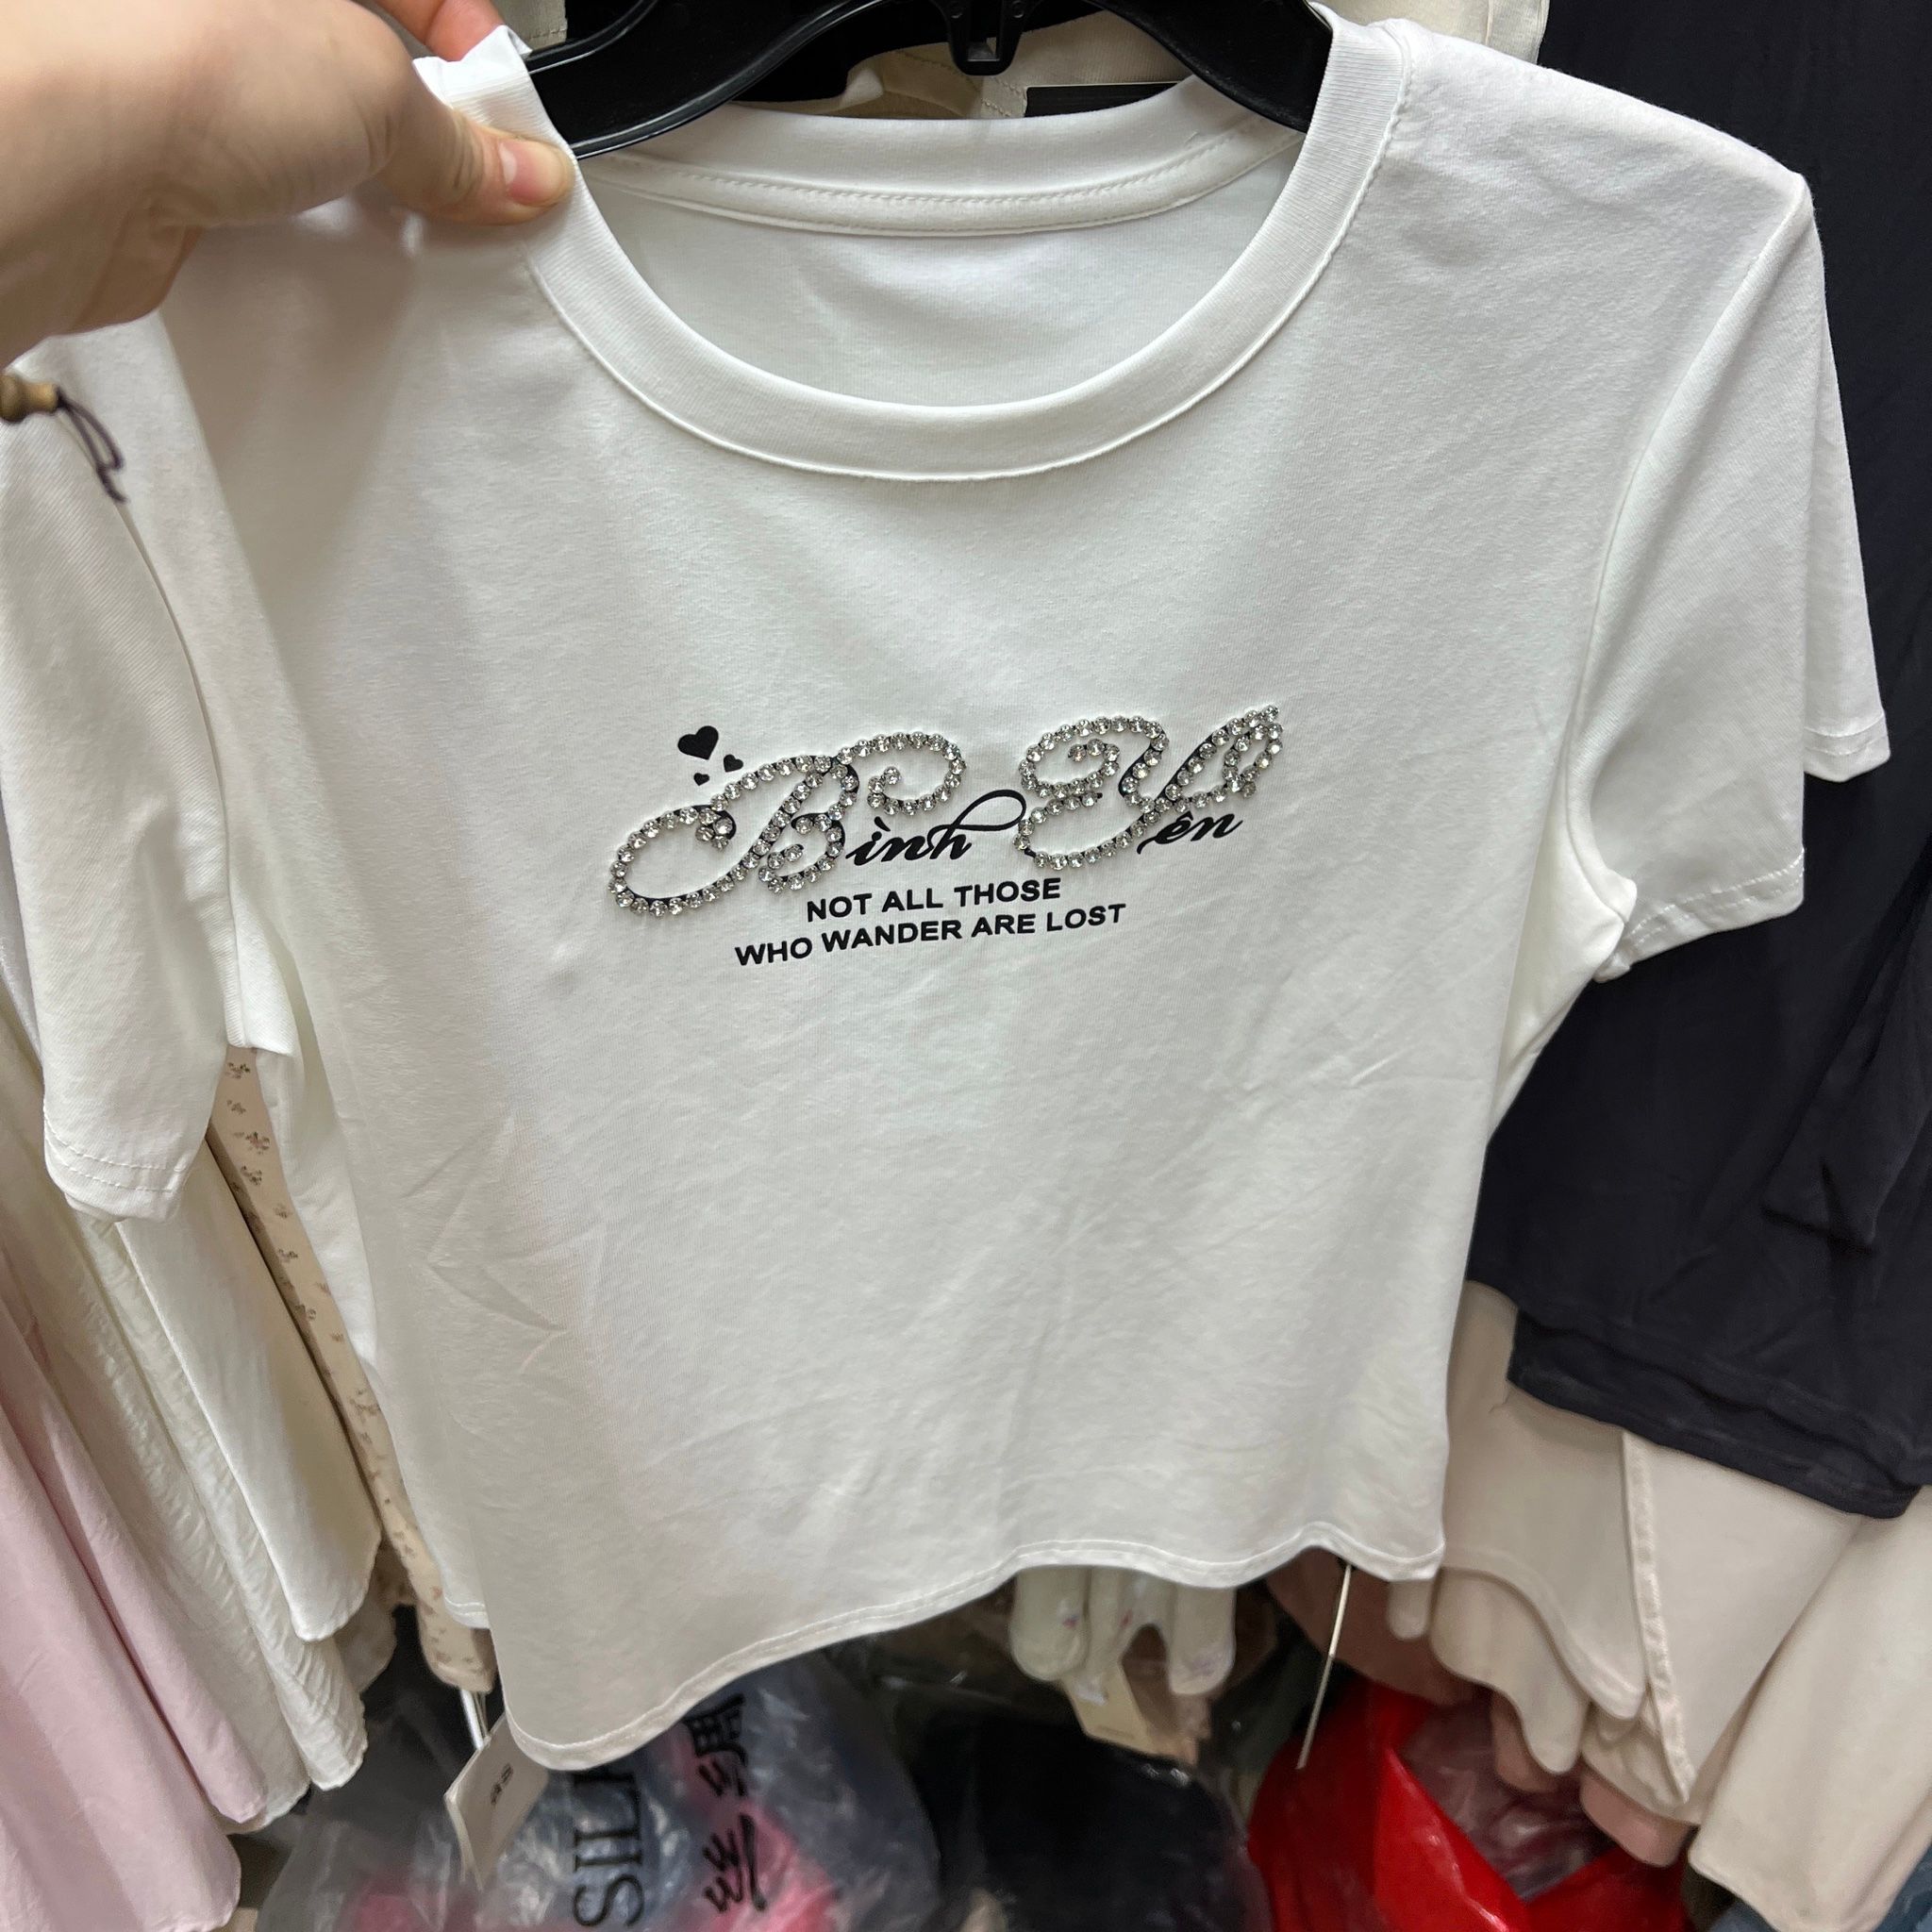 Bình Yên
NOT ALL THOSE
WHO WANDER ARE LOST